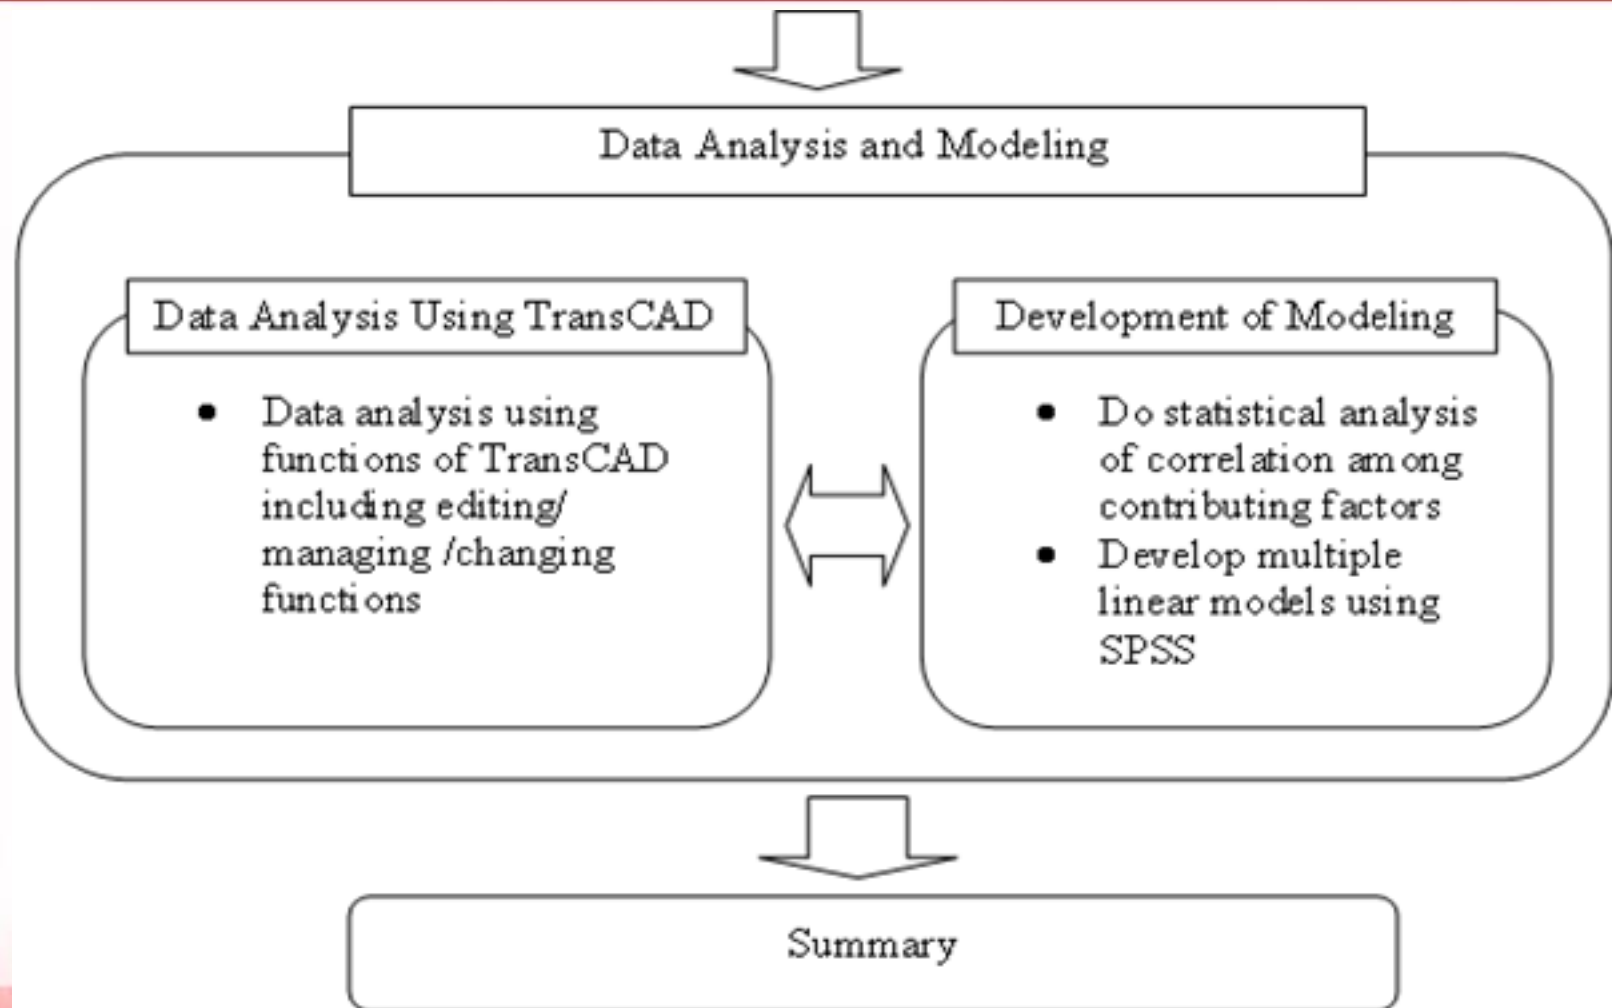 Data Analysis and Modeling
Data Analysis Using TransCAD
• Data analysis using
functions of TransCAD
including editing/
managing /changing
functions
Development of Modeling
• Do statistical analysis
of correlation among
contributing factors
• Develop multiple
linear models using
SPSS
Summary